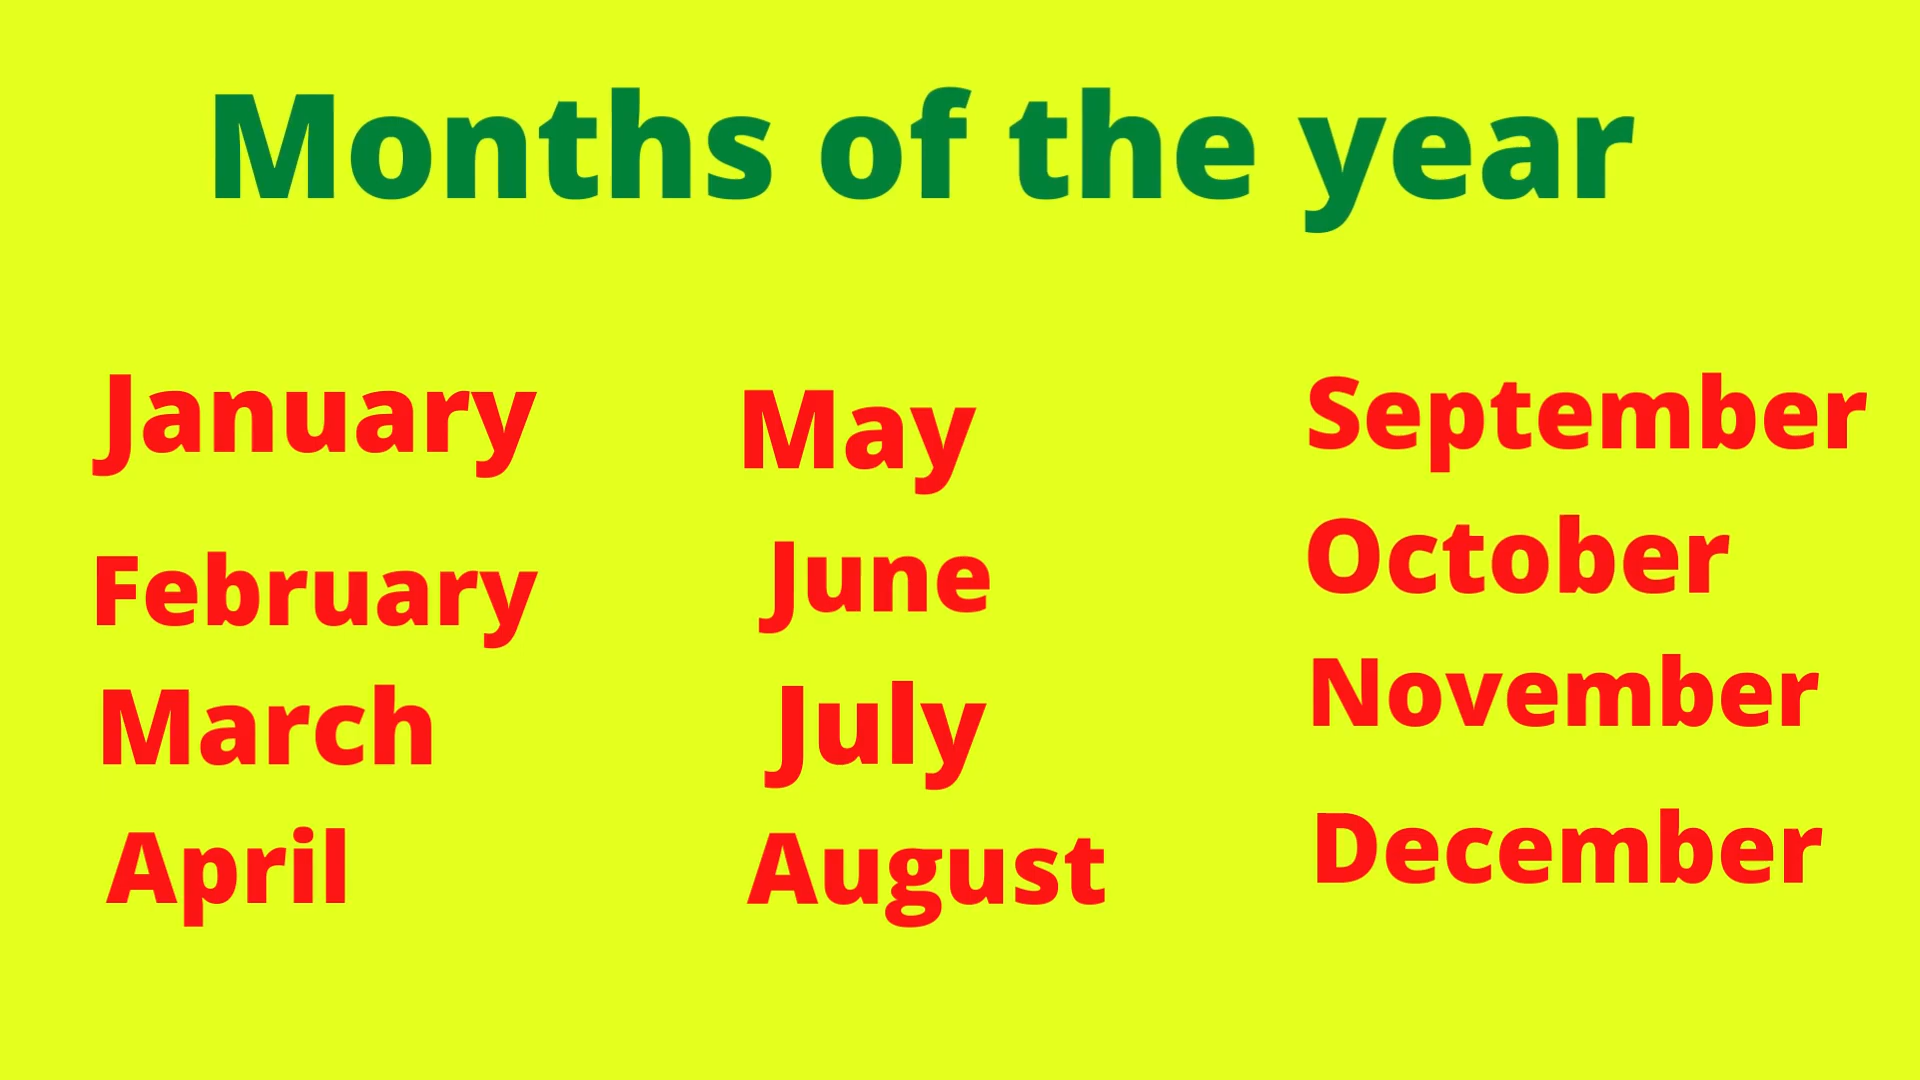 Months of the year
January
February
March
April
May
June
July
August
September
October
November
December